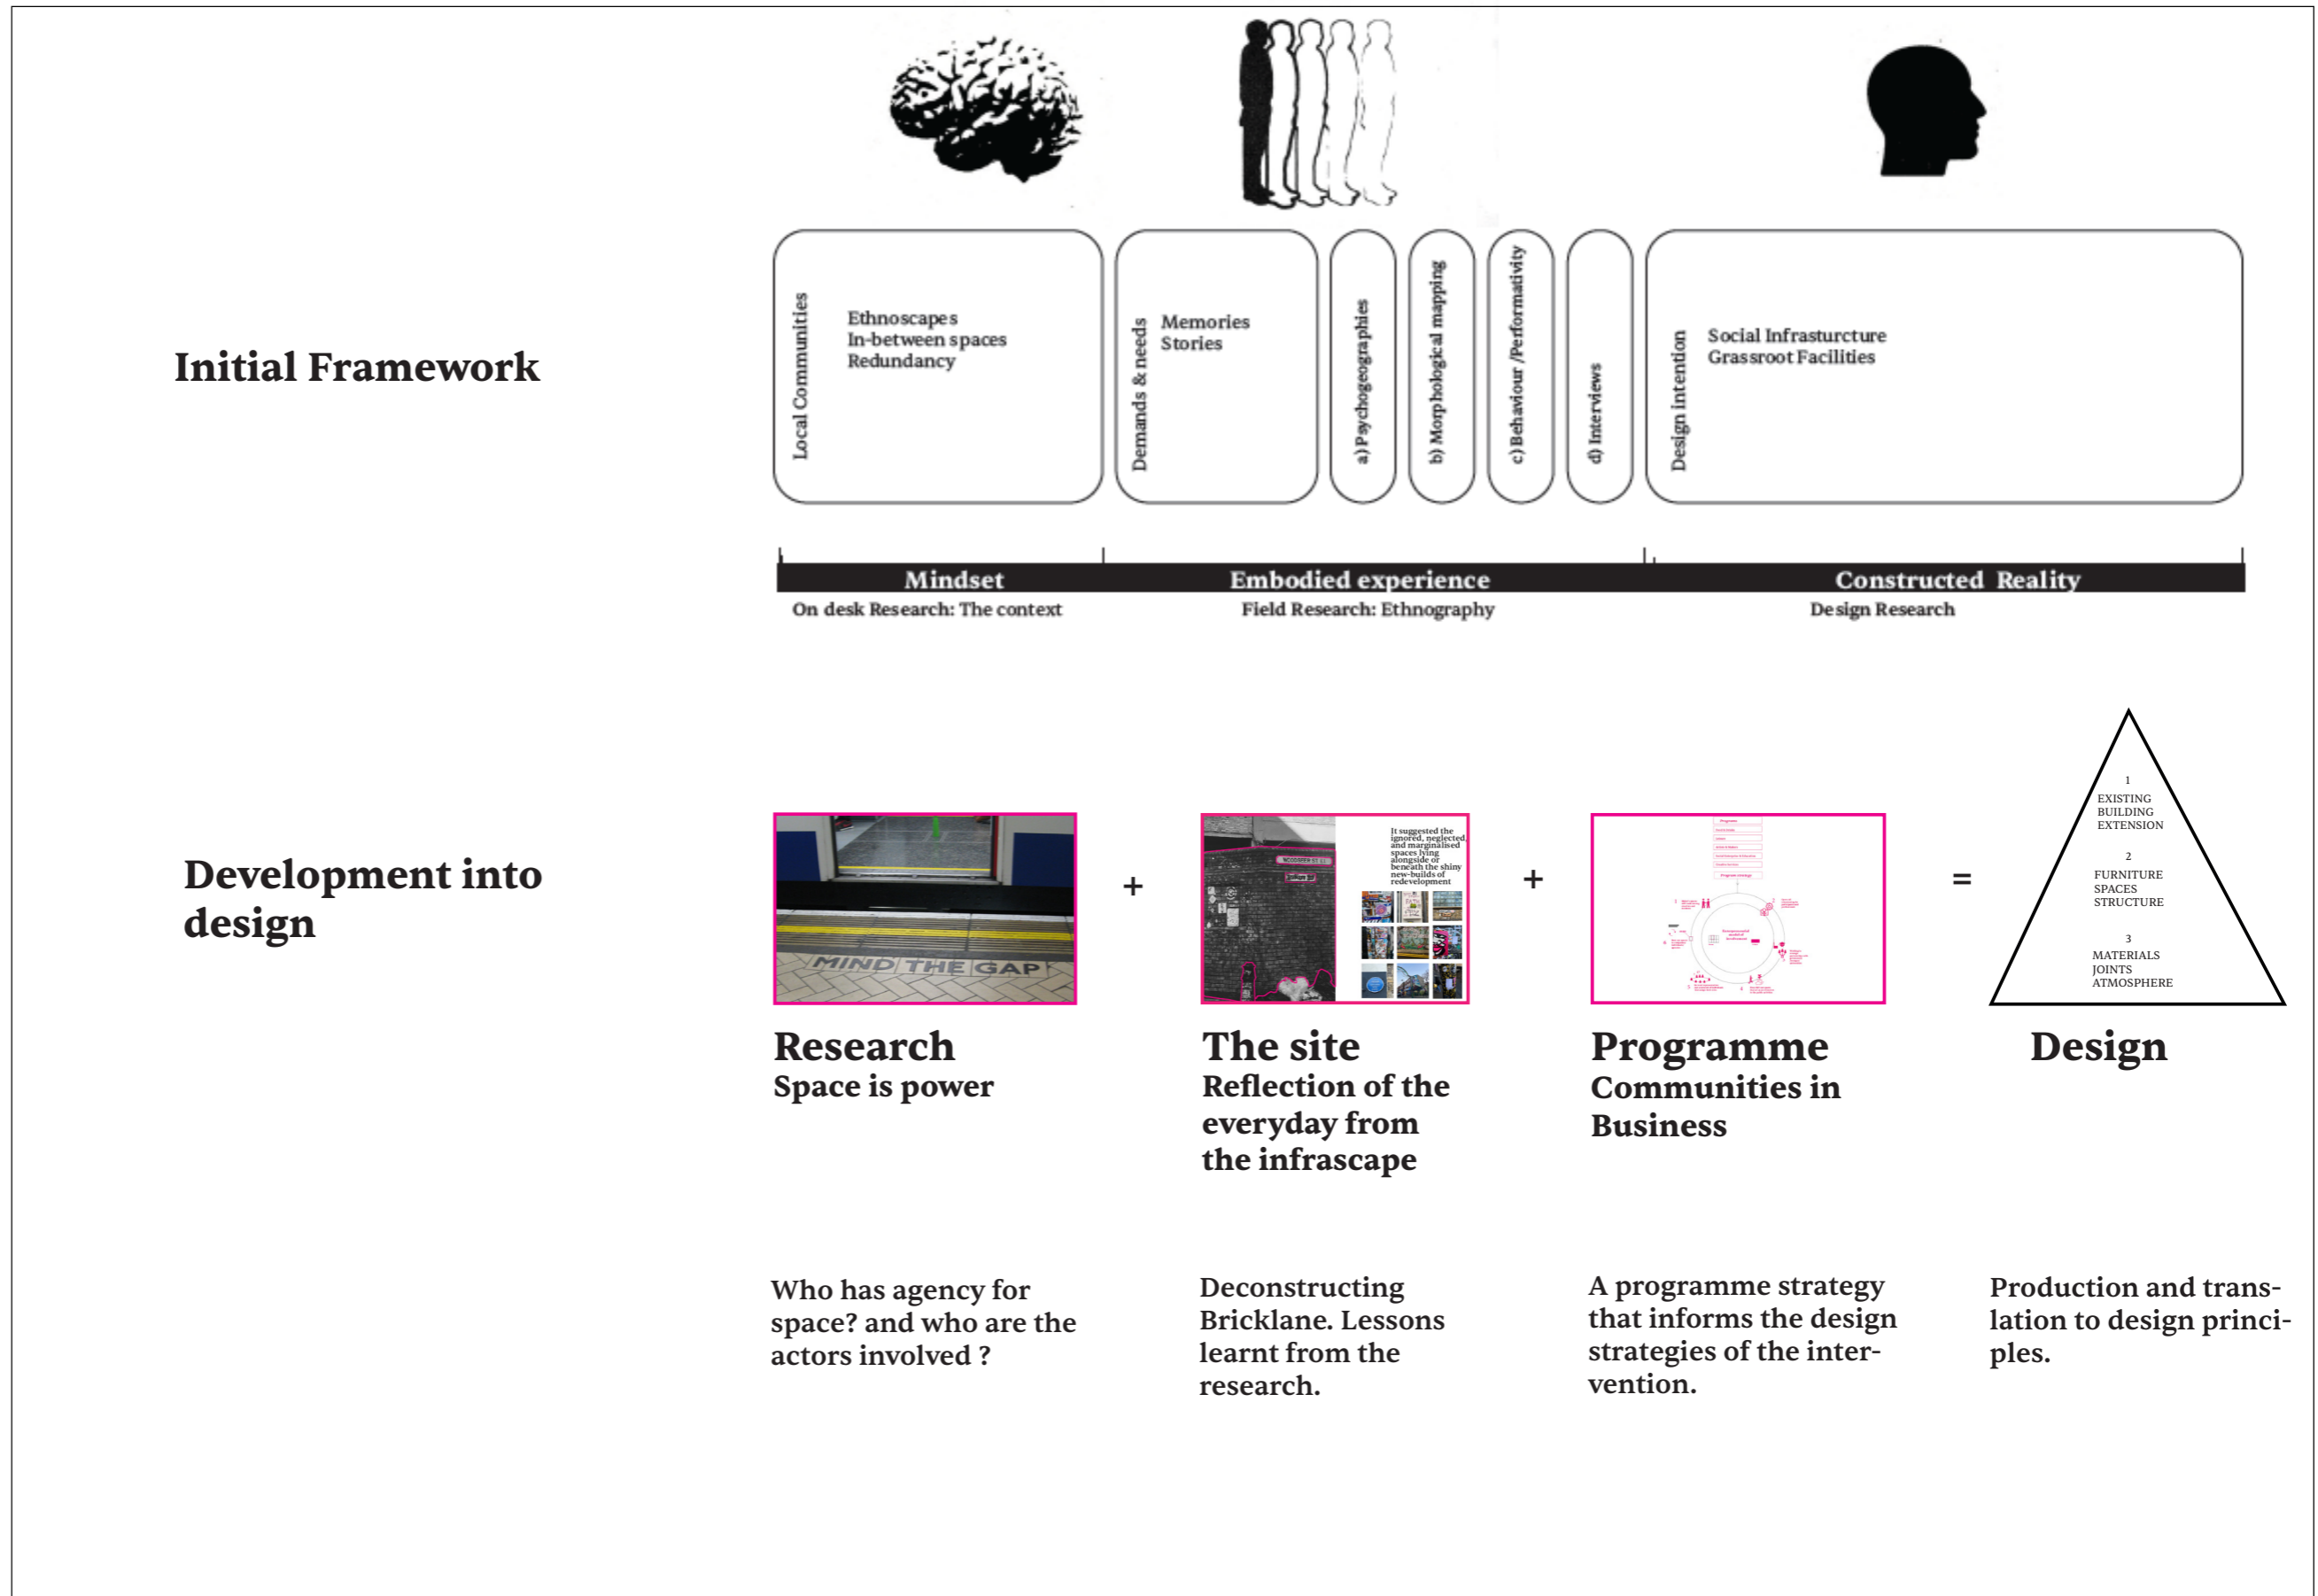 Initial Framework
Local Communities
Ethnoscapes
In-between spaces
Redundancy
Demands & needs
Memories
Stories
a) Psychogeographies
b) Morphological mapping
c) Behaviour /Performativity
d) Interviews
Design intention
Social Infrasturcture
Grassroot Facilities
Mindset
Embodied experience
Constructed Reality
On desk Research: The context
Field Research: Ethnography
Design Research
Development into
design
MIND THE GAP
+
It suggested the
ignored, neglected,
and marginalised
spaces lying
alongside or
beneath the shiny
new-builds of
redevelopment
+
=
1
EXISTING
BUILDING
EXTENSION
2
FURNITURE
SPACES
STRUCTURE
3
MATERIALS
JOINTS
ATMOSPHERE
Research
Space is power
The site
Reflection of the
everyday from
the infrascape
Programme
Communities in
Business
Design
Who has agency for
space? and who are the
actors involved ?
Deconstructing
Bricklane. Lessons
learnt from the
research.
A programme strategy
that informs the design
strategies of the inter-
vention.
Production and trans-
lation to design princi-
ples.